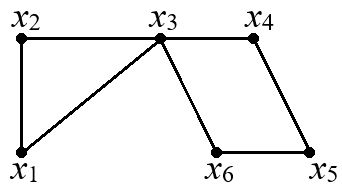 x₂ x₃ x₄
x₁ x₆ x₅